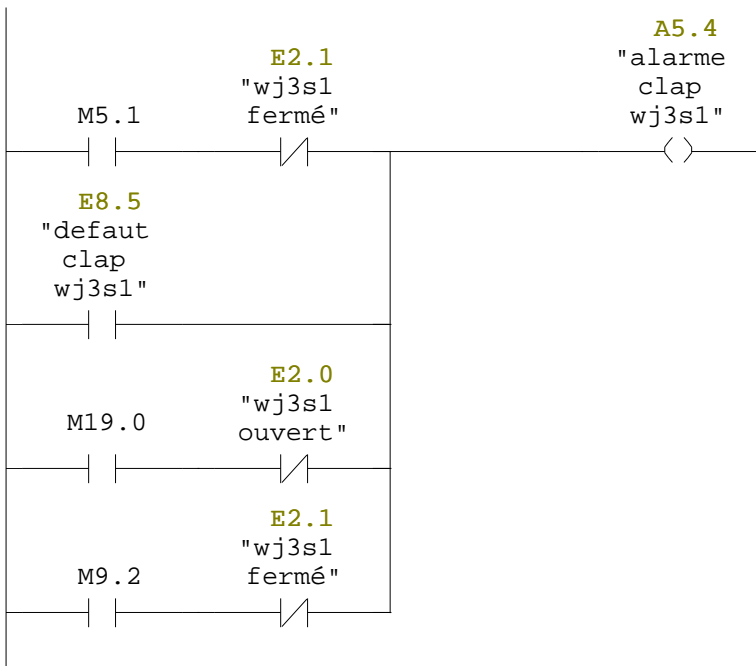 A5.4
E2.1
"alarme
"wj3s1
clap
M5.1
fermé"
wj3s1"
E8.5
"defaut
clap
wj3s1"
E2.0
"wj3s1
M19.0
ouvert"
E2.1
"wj3s1
M9.2
fermé"